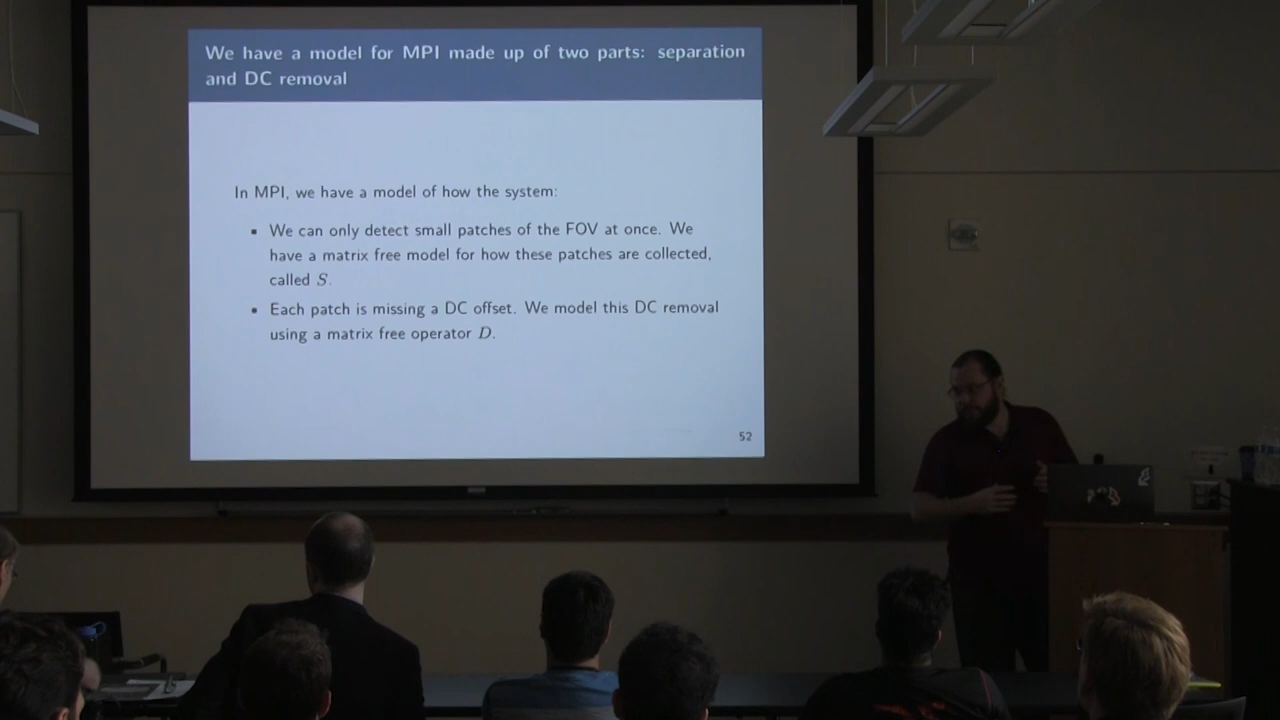 We have a model for MPI made up of two parts: separation
and DC removal
In MPI, we have a model of how the system:
▪ We can only detect small patches of the FOV at once. We
have a matrix free model for how these patches are collected,
called S.
▪ Each patch is missing a DC offset. We model this DC removal
using a matrix free operator D.
52